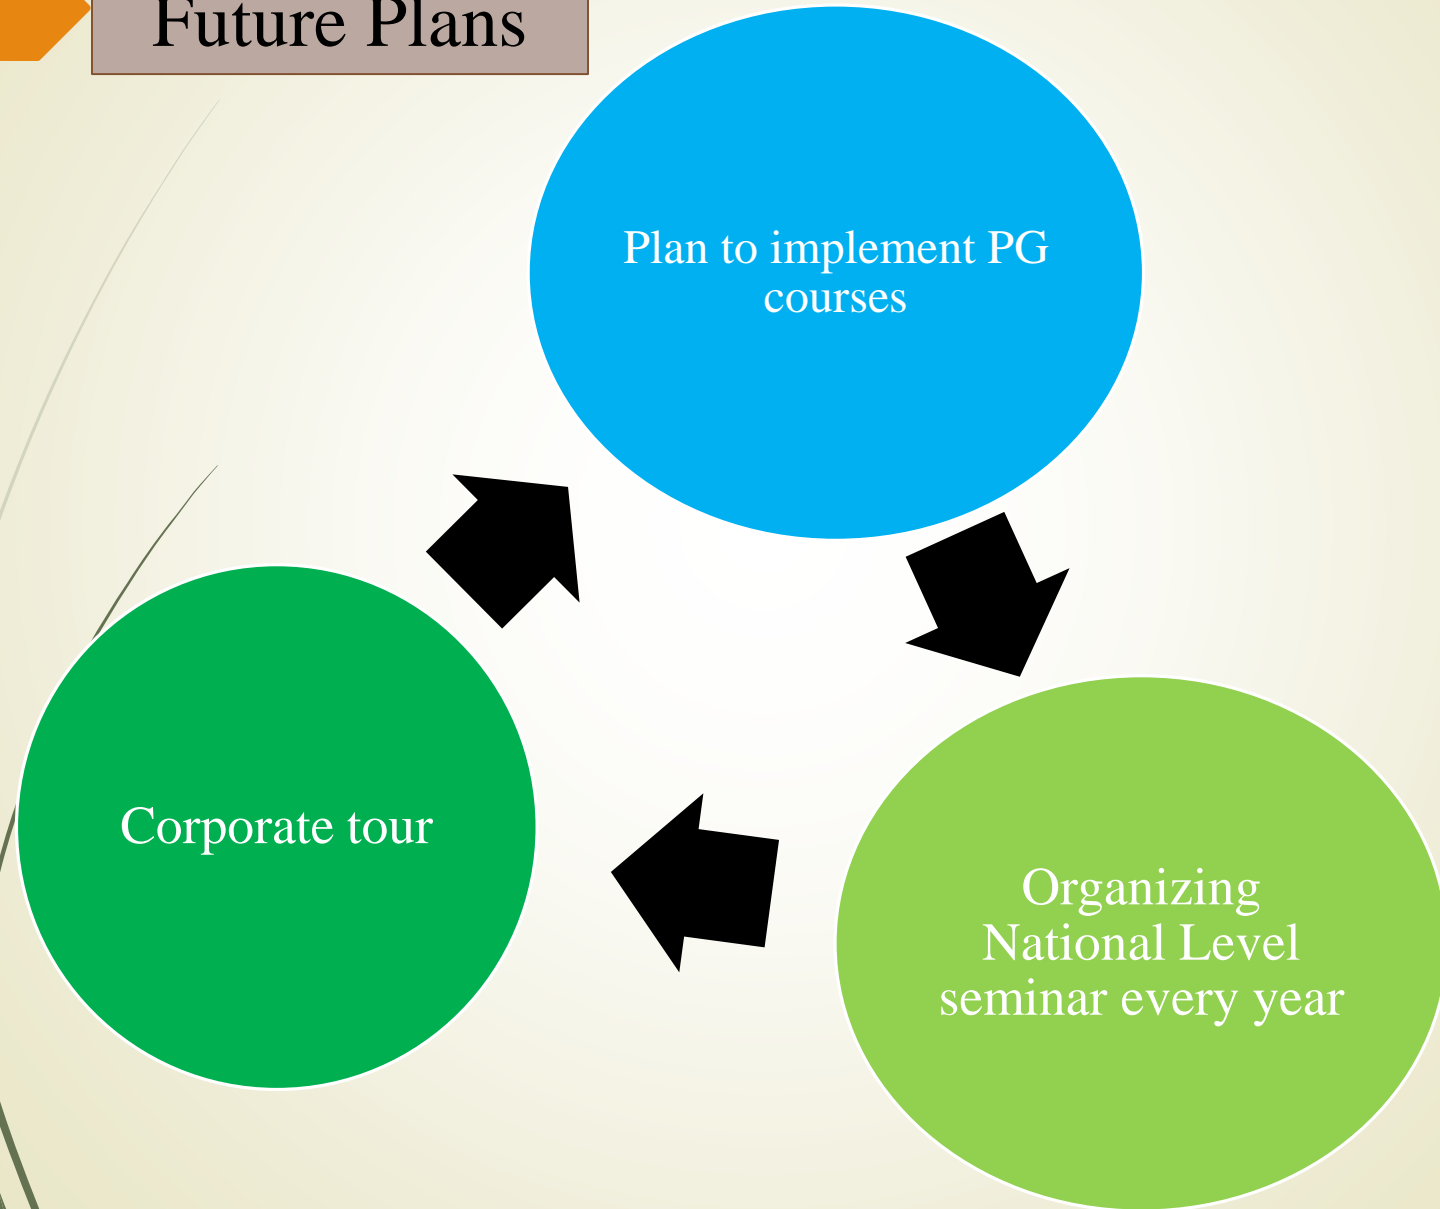 Future Plans
Plan to implement PG
courses
Corporate tour
Organizing
National Level
seminar every year